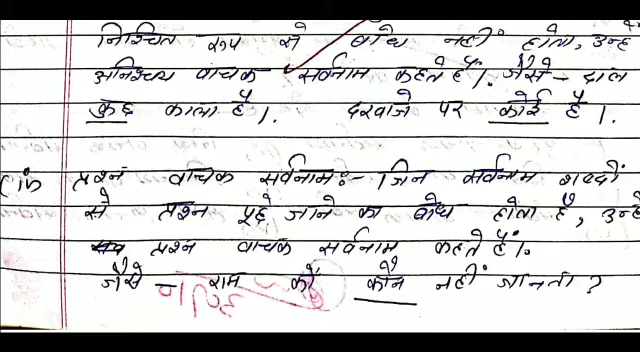 निश्चित रूप से बोध नहीं होता, उन्हे
अनिश्चय वाचक सर्वनाम कहते हैं। जैसे - दाल
कुछ काला है। दरवाजे पर कोई है।
(iv) प्रश्न वाचक सर्वनाम :- जिन सर्वनाम शब्दों
से प्रश्न पूछे जाने का बोध होता है, उन्हे
प्रश्न वाचक सर्वनाम कहते हैं।
जैसे - राम को कौन नहीं जानता ?